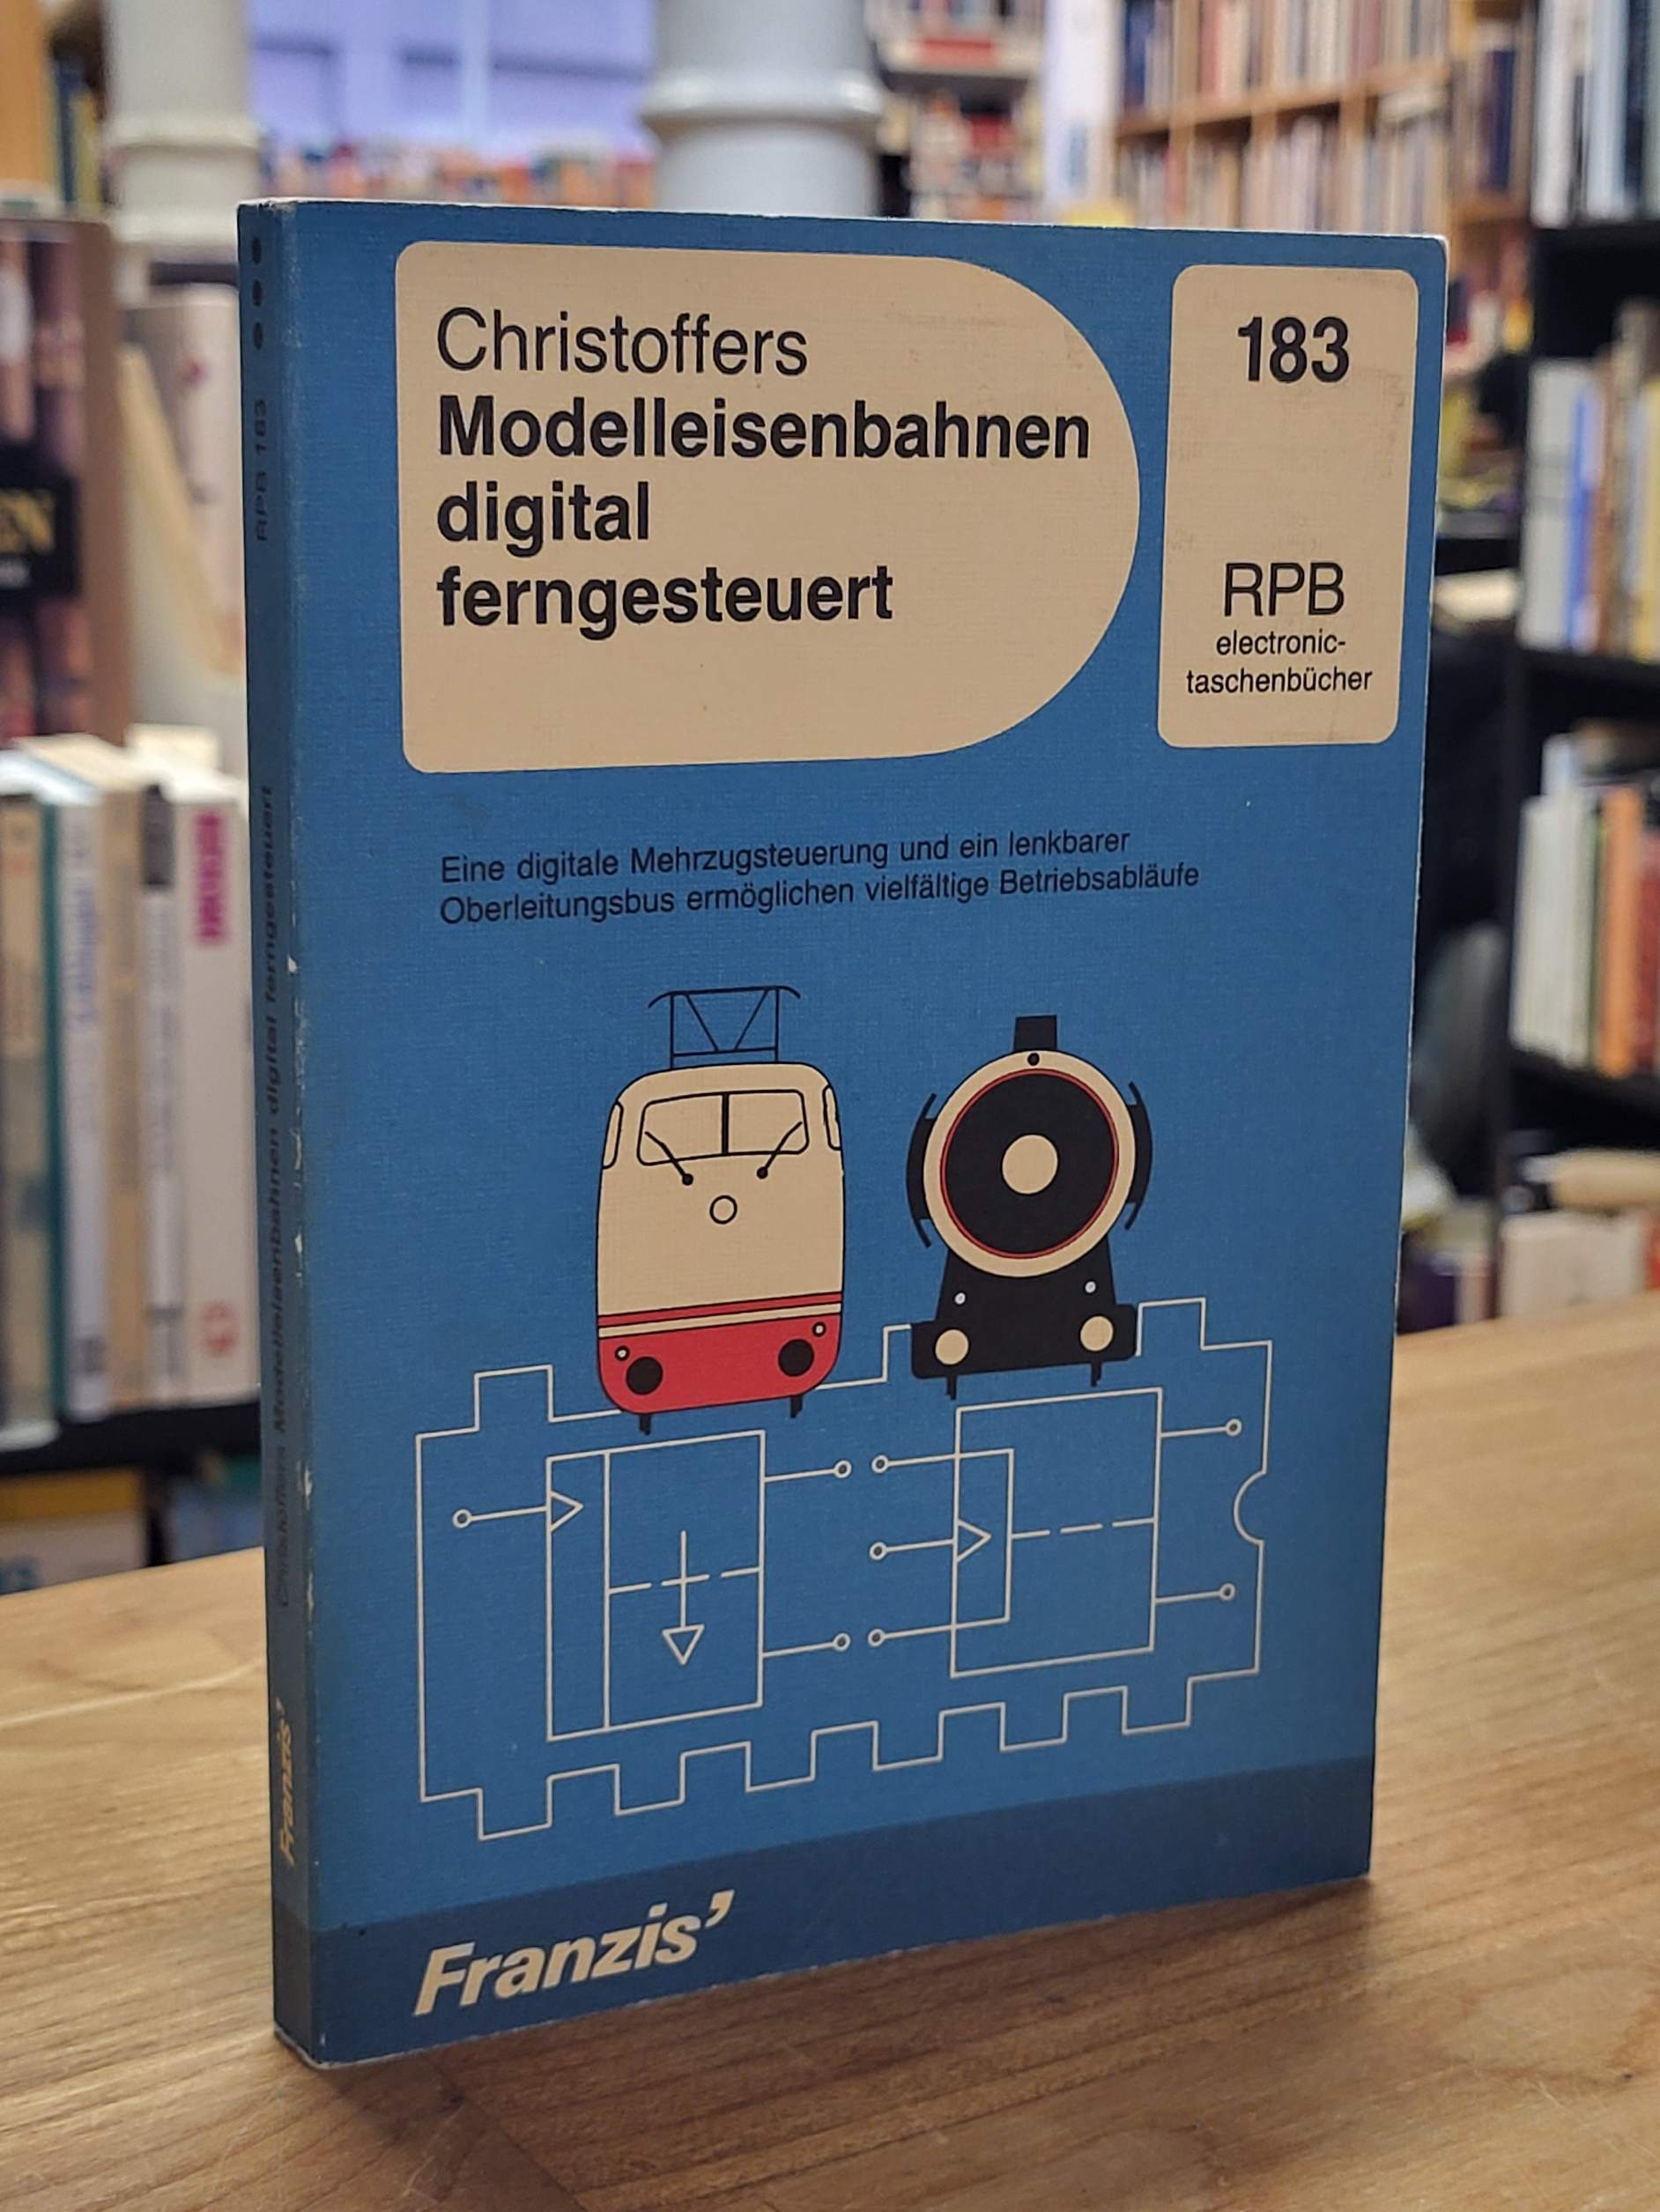 Christoffers
Modelleisenbahnen
digital
ferngesteuert
183
RPB
electronic-
taschenbücher
Eine digitale Mehrzugsteuerung und ein lenkbarer
Oberleitungsbus ermöglichen vielfältige Betriebsabläufe
Franzis’
RPB 183
Christoffers Modelleisenbahnen digital ferngesteuert
Franzis’